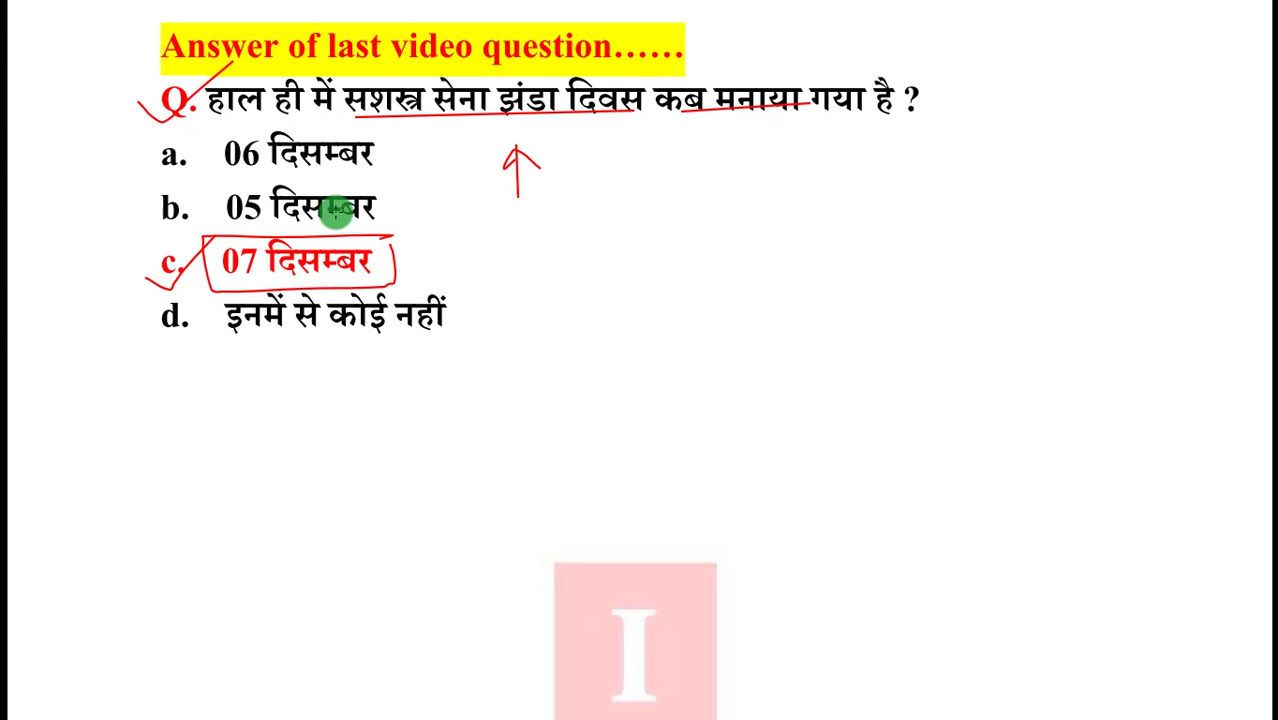 Answer of last video question……
Q. हाल ही में सशस्त्र सेना झंडा दिवस कब मनाया गया है ?
a. 06 दिसम्बर
b. 05 दिसम्बर
c. 07 दिसम्बर
d. इनमें से कोई नहीं
I